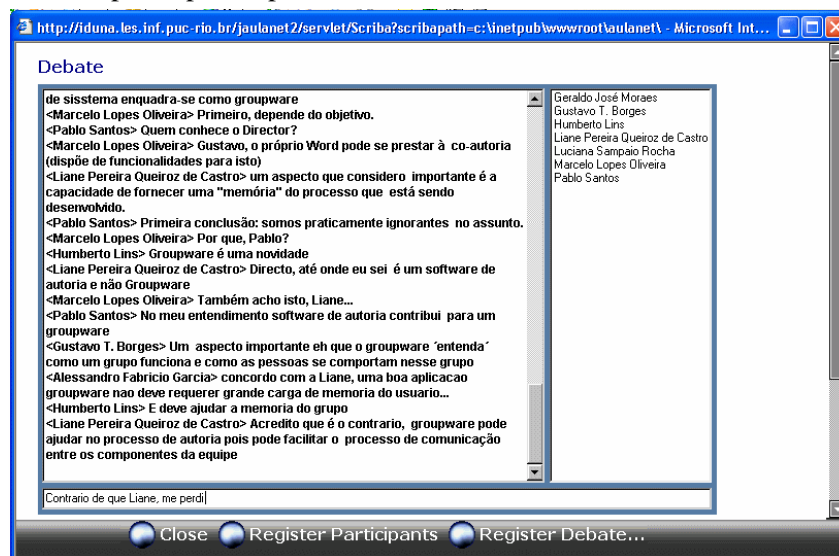 http://iduna.les.inf.puc-rio.br/jaulanet2/servlet/Scriba?scribapath=c:\inetpub\wwwroot\aulanet\ - Microsoft Int...
Debate
de sisstema enquadra-se como groupware
<Marcelo Lopes Oliveira> Primeiro, depende do objetivo.
<Pablo Santos> Quem conhece o Director?
<Marcelo Lopes Oliveira> Gustavo, o próprio Word pode se prestar à co-autoria
(dispõe de funcionalidades para isto)
<Liane Pereira Queiroz de Castro> um aspecto que considero importante é a
capacidade de fornecer uma "memória" do processo que está sendo
desenvolvido.
<Pablo Santos> Primeira conclusão: somos praticamente ignorantes no assunto.
<Marcelo Lopes Oliveira> Por que, Pablo?
<Humberto Lins> Groupware é uma novidade
<Liane Pereira Queiroz de Castro> Directo, até onde eu sei é um software de
autoria e não Groupware
<Marcelo Lopes Oliveira> Também acho isto, Liane...
<Pablo Santos> No meu entendimento software de autoria contribui para um
groupware
<Gustavo T. Borges> Um aspecto importante eh que o groupware ´entenda´
como um grupo funciona e como as pessoas se comportam nesse grupo
<Alessandro Fabricio Garcia> concordo com a Liane, uma boa aplicacao
groupware nao deve requerer grande carga de memoria do usuario...
<Humberto Lins> E deve ajudar a memoria do grupo
<Liane Pereira Queiroz de Castro> Acredito que é o contrario, groupware pode
ajudar no processo de autoria pois pode facilitar o processo de comunicação
entre os componentes da equipe
Geraldo José Moraes
Gustavo T. Borges
Humberto Lins
Liane Pereira Queiroz de Castro
Luciana Sampaio Rocha
Marcelo Lopes Oliveira
Pablo Santos
Contrario de que Liane, me perdi
Close Register Participants Register Debate...